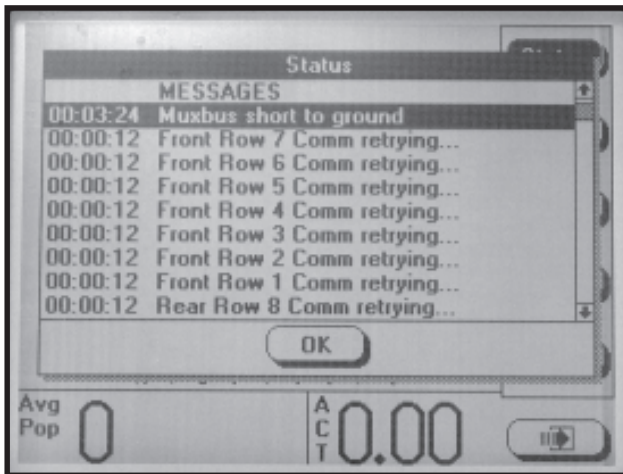 Status
MESSAGES
00:03:24 Muxbus short to ground
00:00:12 Front Row 7 Comm retrying...
00:00:12 Front Row 6 Comm retrying...
00:00:12 Front Row 5 Comm retrying...
00:00:12 Front Row 4 Comm retrying...
00:00:12 Front Row 3 Comm retrying...
00:00:12 Front Row 2 Comm retrying...
00:00:12 Front Row 1 Comm retrying...
00:00:12 Rear Row 8 Comm retrying...
OK
Avg
Pop 0
ACT 0.00